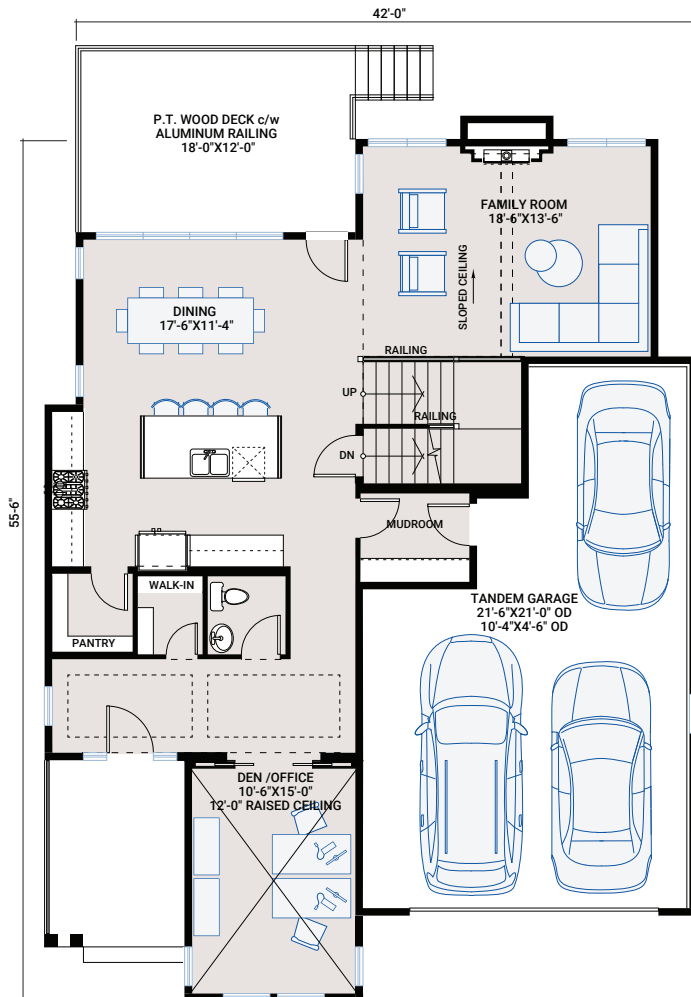 42'-0"
P.T. WOOD DECK c/w
ALUMINUM RAILING
18'-0"X12'-0"
FAMILY ROOM
18'-6"X13'-6"
SLOPED CEILING
DINING
17'-6"X11'-4"
RAILING
UP
RAILING
DN
55'-6"
MUDROOM
WALK-IN
PANTRY
TANDEM GARAGE
21'-6"X21'-0" OD
10'-4"X4'-6" OD
DEN /OFFICE
10'-6"X15'-0"
12'-0" RAISED CEILING